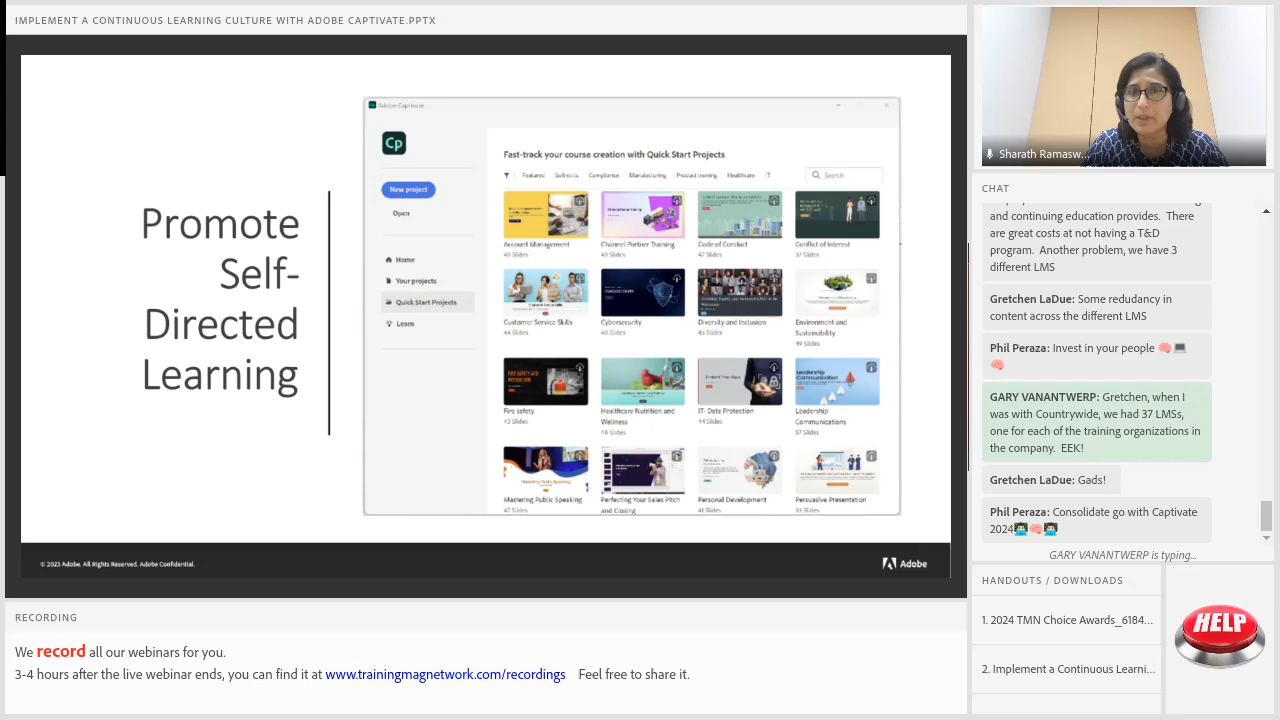 IMPLEMENT A CONTINUOUS LEARNING CULTURE WITH ADOBE CAPTIVATE.PPTX
Promote
Self-
Directed
Learning
Adobe Captivate
Cp
New project
Open
Home
Your projects
Quick Start Projects
Learn
Fast-track your course creation with Quick Start Projects
Featured Soft skills Compliance Manufacturing Product training Healthcare IT
Search
Account Management
Channel Partner Training
Code of Conduct
Conflict of Interest
49 Slides
49 Slides
47 Slides
37 Slides
Customer Service Skills
Cybersecurity
Diversity and Inclusion
Environment and
Sustainability
44 Slides
40 Slides
49 Slides
Fire safety
Healthcare Nutrition and
Wellness
IT- Data Protection
Leadership
Communications
43 Slides
46 Slides
44 Slides
57 Slides
Mastering Public Speaking
Perfecting Your Sales Pitch
and Closing
Personal Development
Persuasive Presentation
47 Slides
41 Slides
33 Slides
© 2023 Adobe. All Rights Reserved. Adobe Confidential.
Adobe
RECORDING
We record all our webinars for you.
3-4 hours after the live webinar ends, you can find it at www.trainingmagnetwork.com/recordings Feel free to share it.
Sharath Ramasw...
CHAT
and continuing education provides. There
are great costs at not having a T&D
program. Another problem, we have 3
different LMS
Gretchen LaDue: Some redudancy in
content across the different LMS
Phil Peraza: Invest in your people 🧠💻
🧠
GARY VANANTWERP: Gretchen, when I
was with Countrywide, we had 37 LMSs,
one for each of the training organizations in
the company. EEK!
Gretchen LaDue: Gads!
Phil Peraza: Consolidate go with Captivate
2024👨🏻‍💻🧠👨🏻‍💻
GARY VANANTWERP is typing...
HANDOUTS / DOWNLOADS
1. 2024 TMN Choice Awards_6184...
2. Implement a Continuous Learni...
HELP